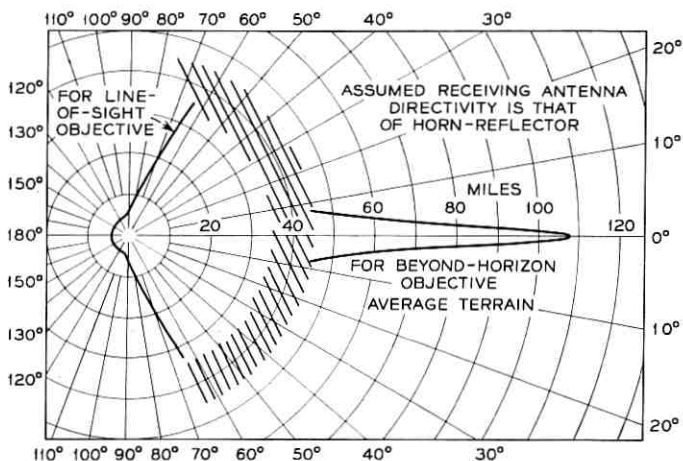 110° 100° 90° 80° 70° 60° 50° 40° 30°
20°
120°
FOR LINE-
OF-SIGHT
OBJECTIVE
ASSUMED RECEIVING ANTENNA
DIRECTIVITY IS THAT
OF HORN-REFLECTOR
130°
10°
150°
MILES
180°
20 40 60 80 100 120
0°
FOR BEYOND-HORIZON
OBJECTIVE
AVERAGE TERRAIN
150°
130°
10°
120°
20°
110° 100° 90° 80° 70° 60° 50° 40° 30°